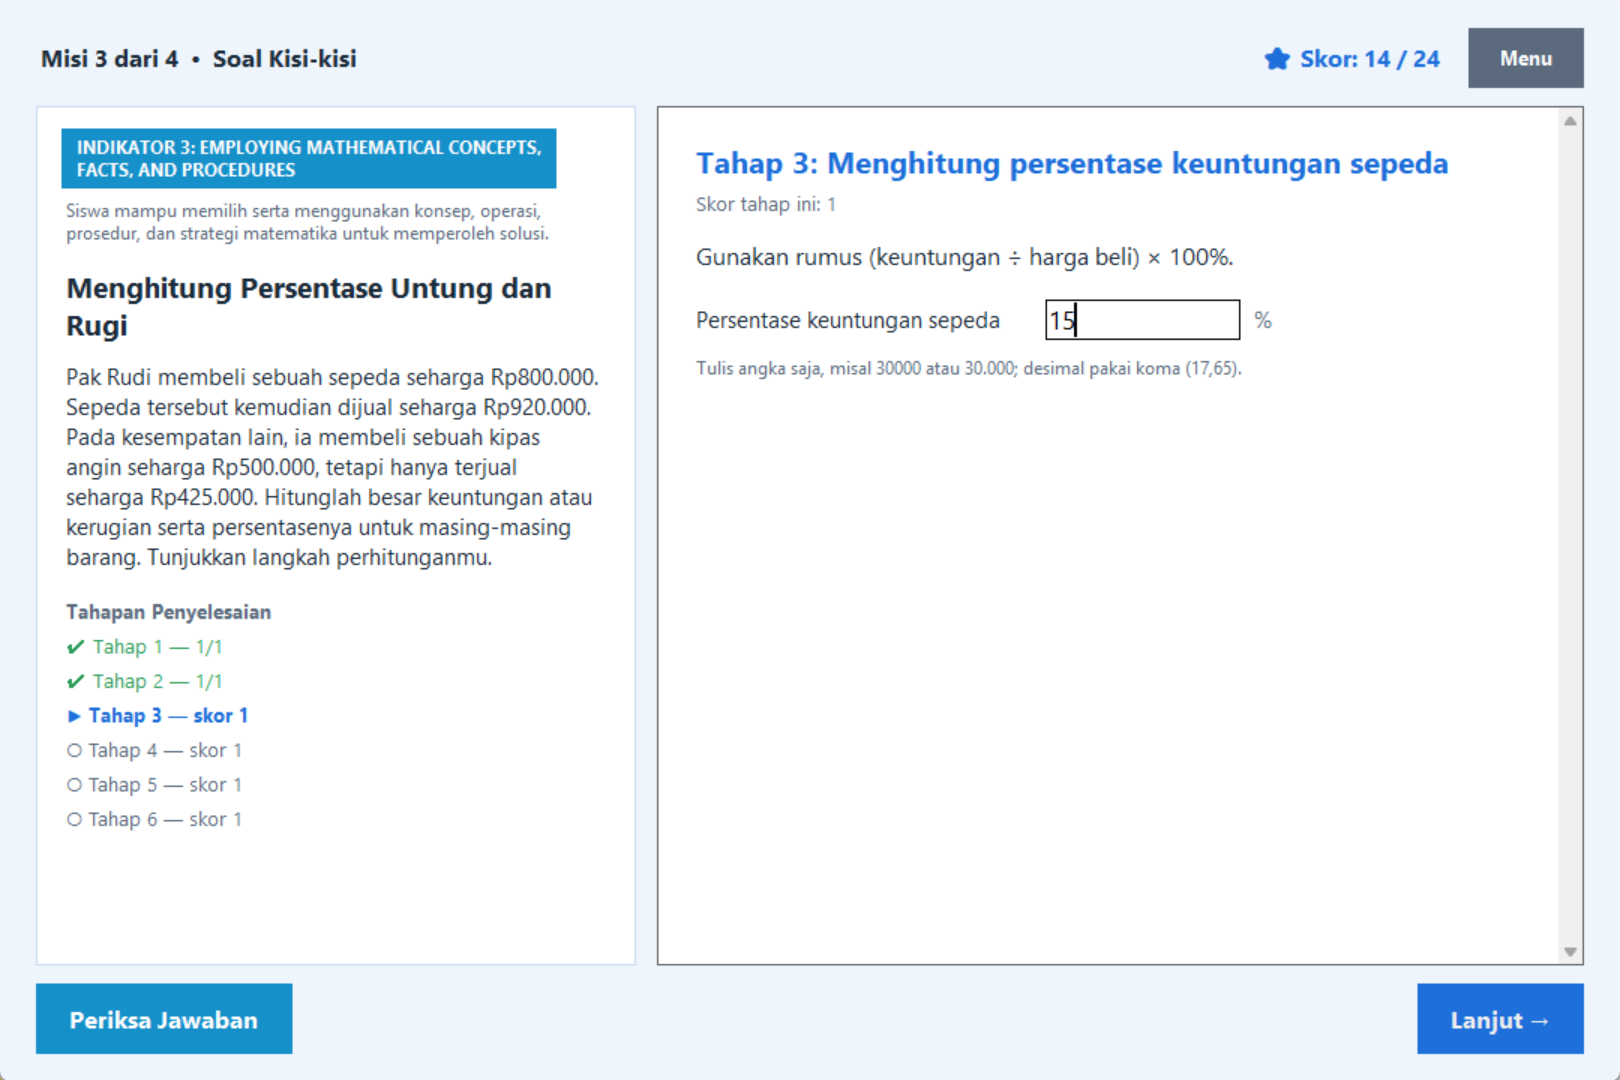 Misi 3 dari 4 • Soal Kisi-kisi
Skor: 14 / 24
Menu
INDIKATOR 3: EMPLOYING MATHEMATICAL CONCEPTS,
FACTS, AND PROCEDURES
Siswa mampu memilih serta menggunakan konsep, operasi,
prosedur, dan strategi matematika untuk memperoleh solusi.
Menghitung Persentase Untung dan
Rugi
Pak Rudi membeli sebuah sepeda seharga Rp800.000.
Sepeda tersebut kemudian dijual seharga Rp920.000.
Pada kesempatan lain, ia membeli sebuah kipas
angin seharga Rp500.000, tetapi hanya terjual
seharga Rp425.000. Hitunglah besar keuntungan atau
kerugian serta persentasenya untuk masing-masing
barang. Tunjukkan langkah perhitunganmu.
Tahapan Penyelesaian
✔ Tahap 1 — 1/1
✔ Tahap 2 — 1/1
▶ Tahap 3 — skor 1
○ Tahap 4 — skor 1
○ Tahap 5 — skor 1
○ Tahap 6 — skor 1
Tahap 3: Menghitung persentase keuntungan sepeda
Skor tahap ini: 1
Gunakan rumus (keuntungan ÷ harga beli) × 100%.
Persentase keuntungan sepeda 15 %
Tulis angka saja, misal 30000 atau 30.000; desimal pakai koma (17,65).
Periksa Jawaban
Lanjut →